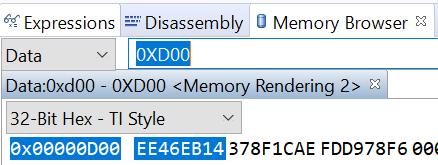 Expressions Disassembly Memory Browser
Data 0XD00
Data:0xd00 - 0XD00 <Memory Rendering 2>
32-Bit Hex - TI Style
0x00000D00 EE46EB14 378F1CAE FDD978F6 000